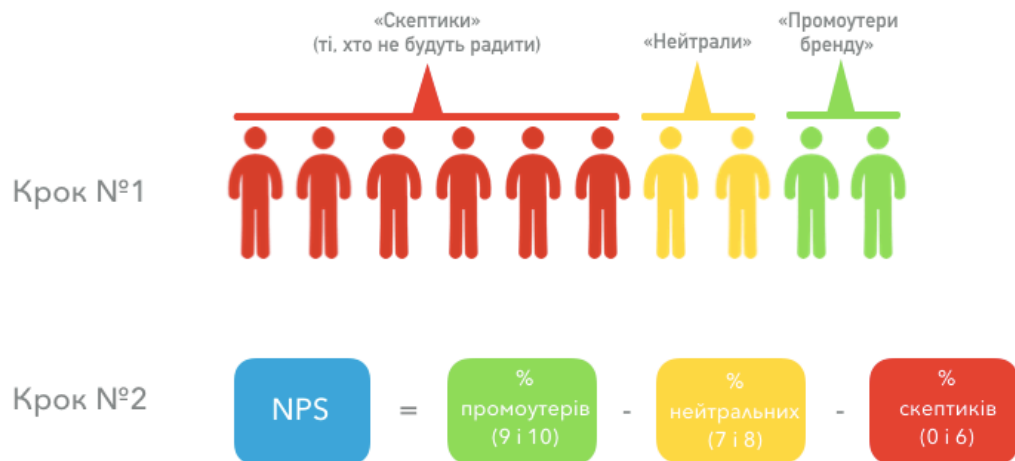 «Скептики»
(ті, хто не будуть радити)
«Нейтрали»
«Промоутери
бренду»
Крок №1
Крок №2
NPS
=
%
промоутерів
(9 і 10)
-
%
нейтральних
(7 і 8)
-
%
скептиків
(0 і 6)